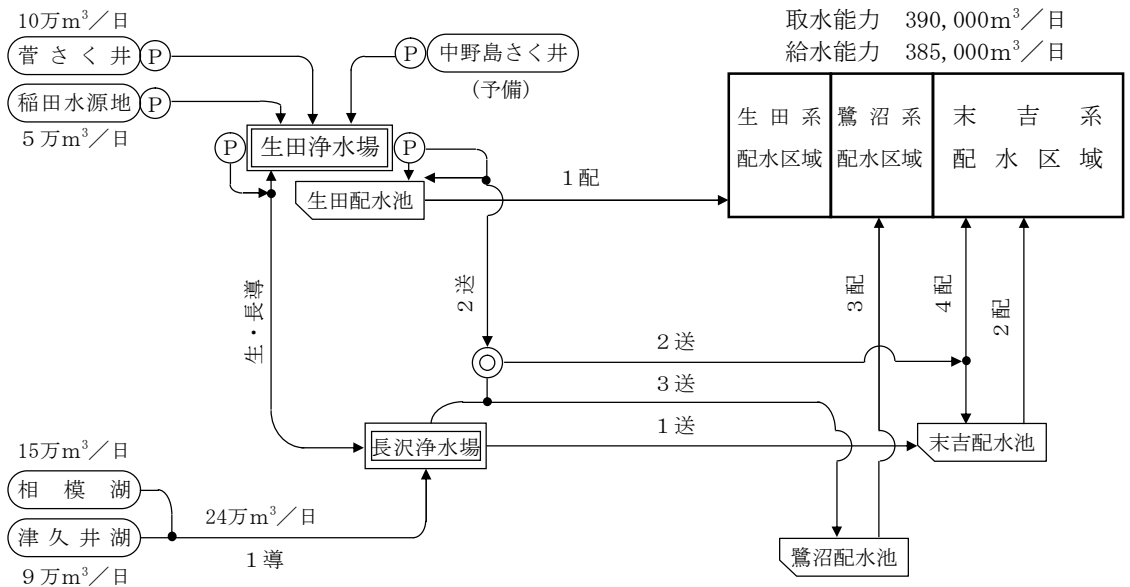 10万m³／日
菅さく井
P
P
中野島さく井
(予備)
稲田水源地
P
5万m³／日
取水能力 390,000m³／日
給水能力 385,000m³／日
生田系
配水区域
鷺沼系
配水区域
末吉系
配水区域
P
生田浄水場
P
生田配水池
1配
生・長導
2送
3配
4配
2配
2送
3送
1送
長沢浄水場
末吉配水池
15万m³／日
相模湖
24万m³／日
1導
津久井湖
9万m³／日
鷺沼配水池